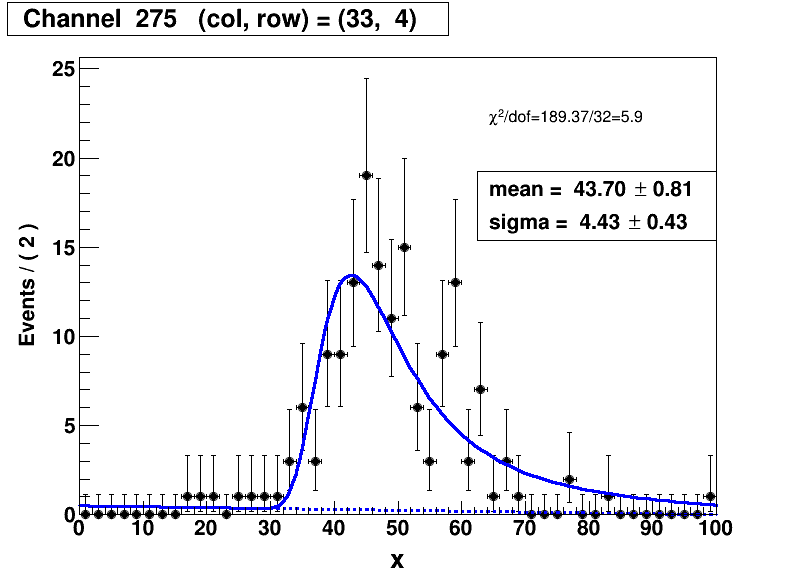 Channel 275 (col, row) = (33, 4)
25
χ²/dof=189.37/32=5.9
20
mean = 43.70 ± 0.81
sigma = 4.43 ± 0.43
15
Events / ( 2 )
10
5
0
0 10 20 30 40 50 60 70 80 90 100
x